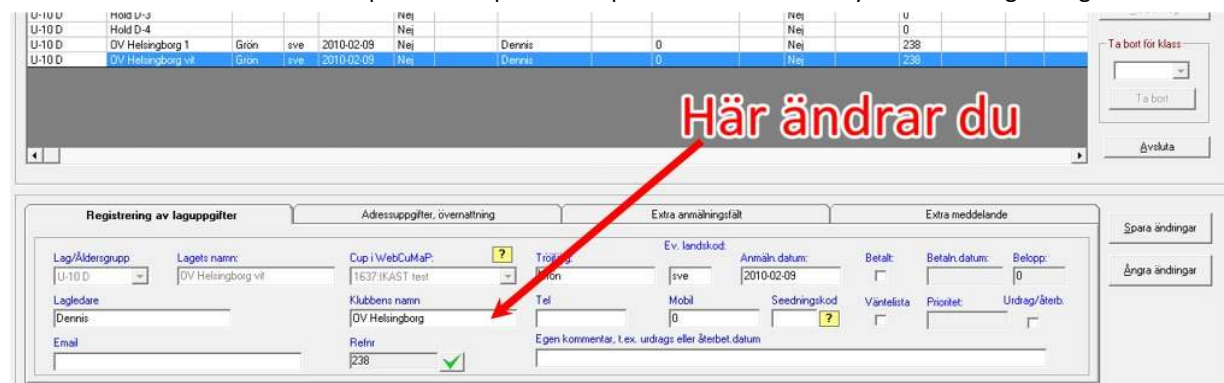 U-10 D Hold D-3 Nej Nej 0
U-10 D Hold D-4 Nej Nej 0
U-10 D OV Helsingborg 1 Grön sve 2010-02-09 Nej Dennis 0 Nej 238
U-10 D OV Helsingborg vit Grön sve 2010-02-09 Nej Dennis 0 Nej 238
Ta bort för klass
Ta bort
Här ändrar du
Avsluta
Registrering av laguppgifter Adressuppgifter, övernattning Extra anmälningsfält Extra meddelande
Spara ändringar
Ångra ändringar
Lag/Åldersgrupp Lagets namn: Cup i WebCuMaP: ? Tröjfärg: Ev. landskod: Anmäln.datum: Betalt: Betaln.datum: Belopp:
U-10 D OV Helsingborg vit 1637:IKAST test Grön sve 2010-02-09 0
Lagledare Klubbens namn Tel Mobil Seedningskod Väntelista Prioritet: Urdrag/återb.
Dennis OV Helsingborg 0 ?
Email Refnr Egen kommentar, t.ex. urdrags eller återbet.datum
238